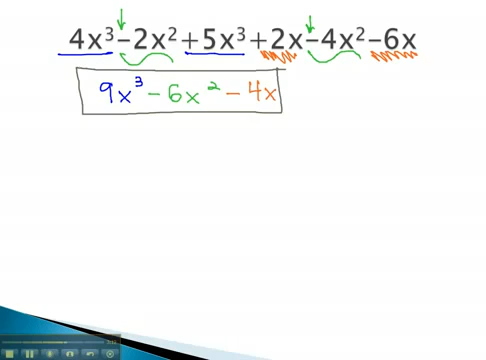 4x³ − 2x² + 5x³ + 2x − 4x² − 6x
9x³ − 6x² − 4x